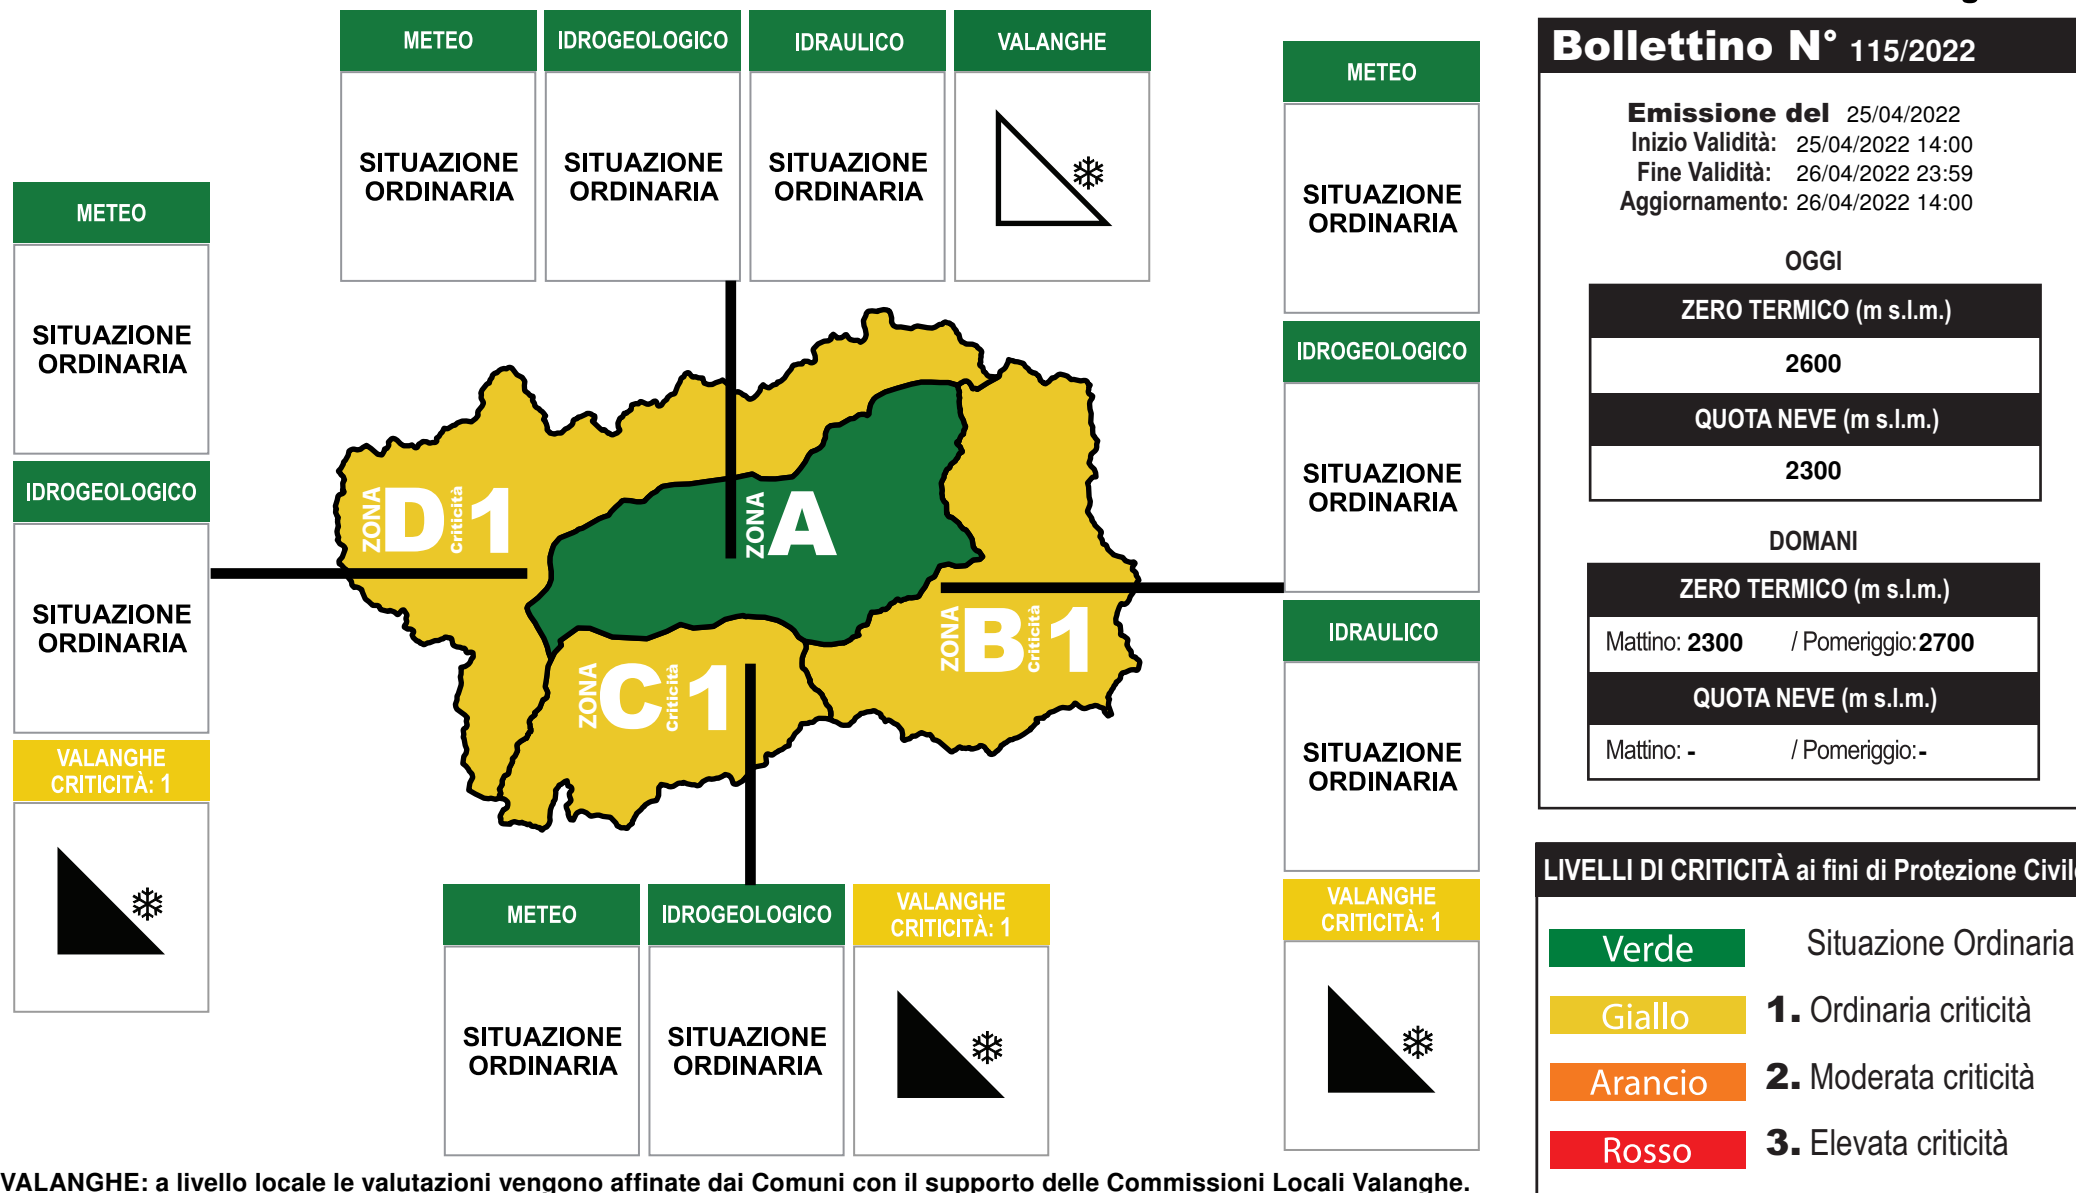 METEO
SITUAZIONE
ORDINARIA
IDROGEOLOGICO
SITUAZIONE
ORDINARIA
IDRAULICO
SITUAZIONE
ORDINARIA
VALANGHE
METEO
SITUAZIONE
ORDINARIA
IDROGEOLOGICO
SITUAZIONE
ORDINARIA
VALANGHE
CRITICITÀ: 1
ZONA D Criticità 1
ZONA A
ZONA B Criticità 1
ZONA C Criticità 1
METEO
SITUAZIONE
ORDINARIA
IDROGEOLOGICO
SITUAZIONE
ORDINARIA
IDRAULICO
SITUAZIONE
ORDINARIA
VALANGHE
CRITICITÀ: 1
METEO
SITUAZIONE
ORDINARIA
IDROGEOLOGICO
SITUAZIONE
ORDINARIA
VALANGHE
CRITICITÀ: 1
VALANGHE: a livello locale le valutazioni vengono affinate dai Comuni con il supporto delle Commissioni Locali Valanghe.
Bollettino N° 115/2022
Emissione del 25/04/2022
Inizio Validità: 25/04/2022 14:00
Fine Validità: 26/04/2022 23:59
Aggiornamento: 26/04/2022 14:00
OGGI
ZERO TERMICO (m s.l.m.)
2600
QUOTA NEVE (m s.l.m.)
2300
DOMANI
ZERO TERMICO (m s.l.m.)
Mattino: 2300 / Pomeriggio: 2700
QUOTA NEVE (m s.l.m.)
Mattino: - / Pomeriggio: -
LIVELLI DI CRITICITÀ ai fini di Protezione Civile
Verde Situazione Ordinaria
Giallo 1. Ordinaria criticità
Arancio 2. Moderata criticità
Rosso 3. Elevata criticità